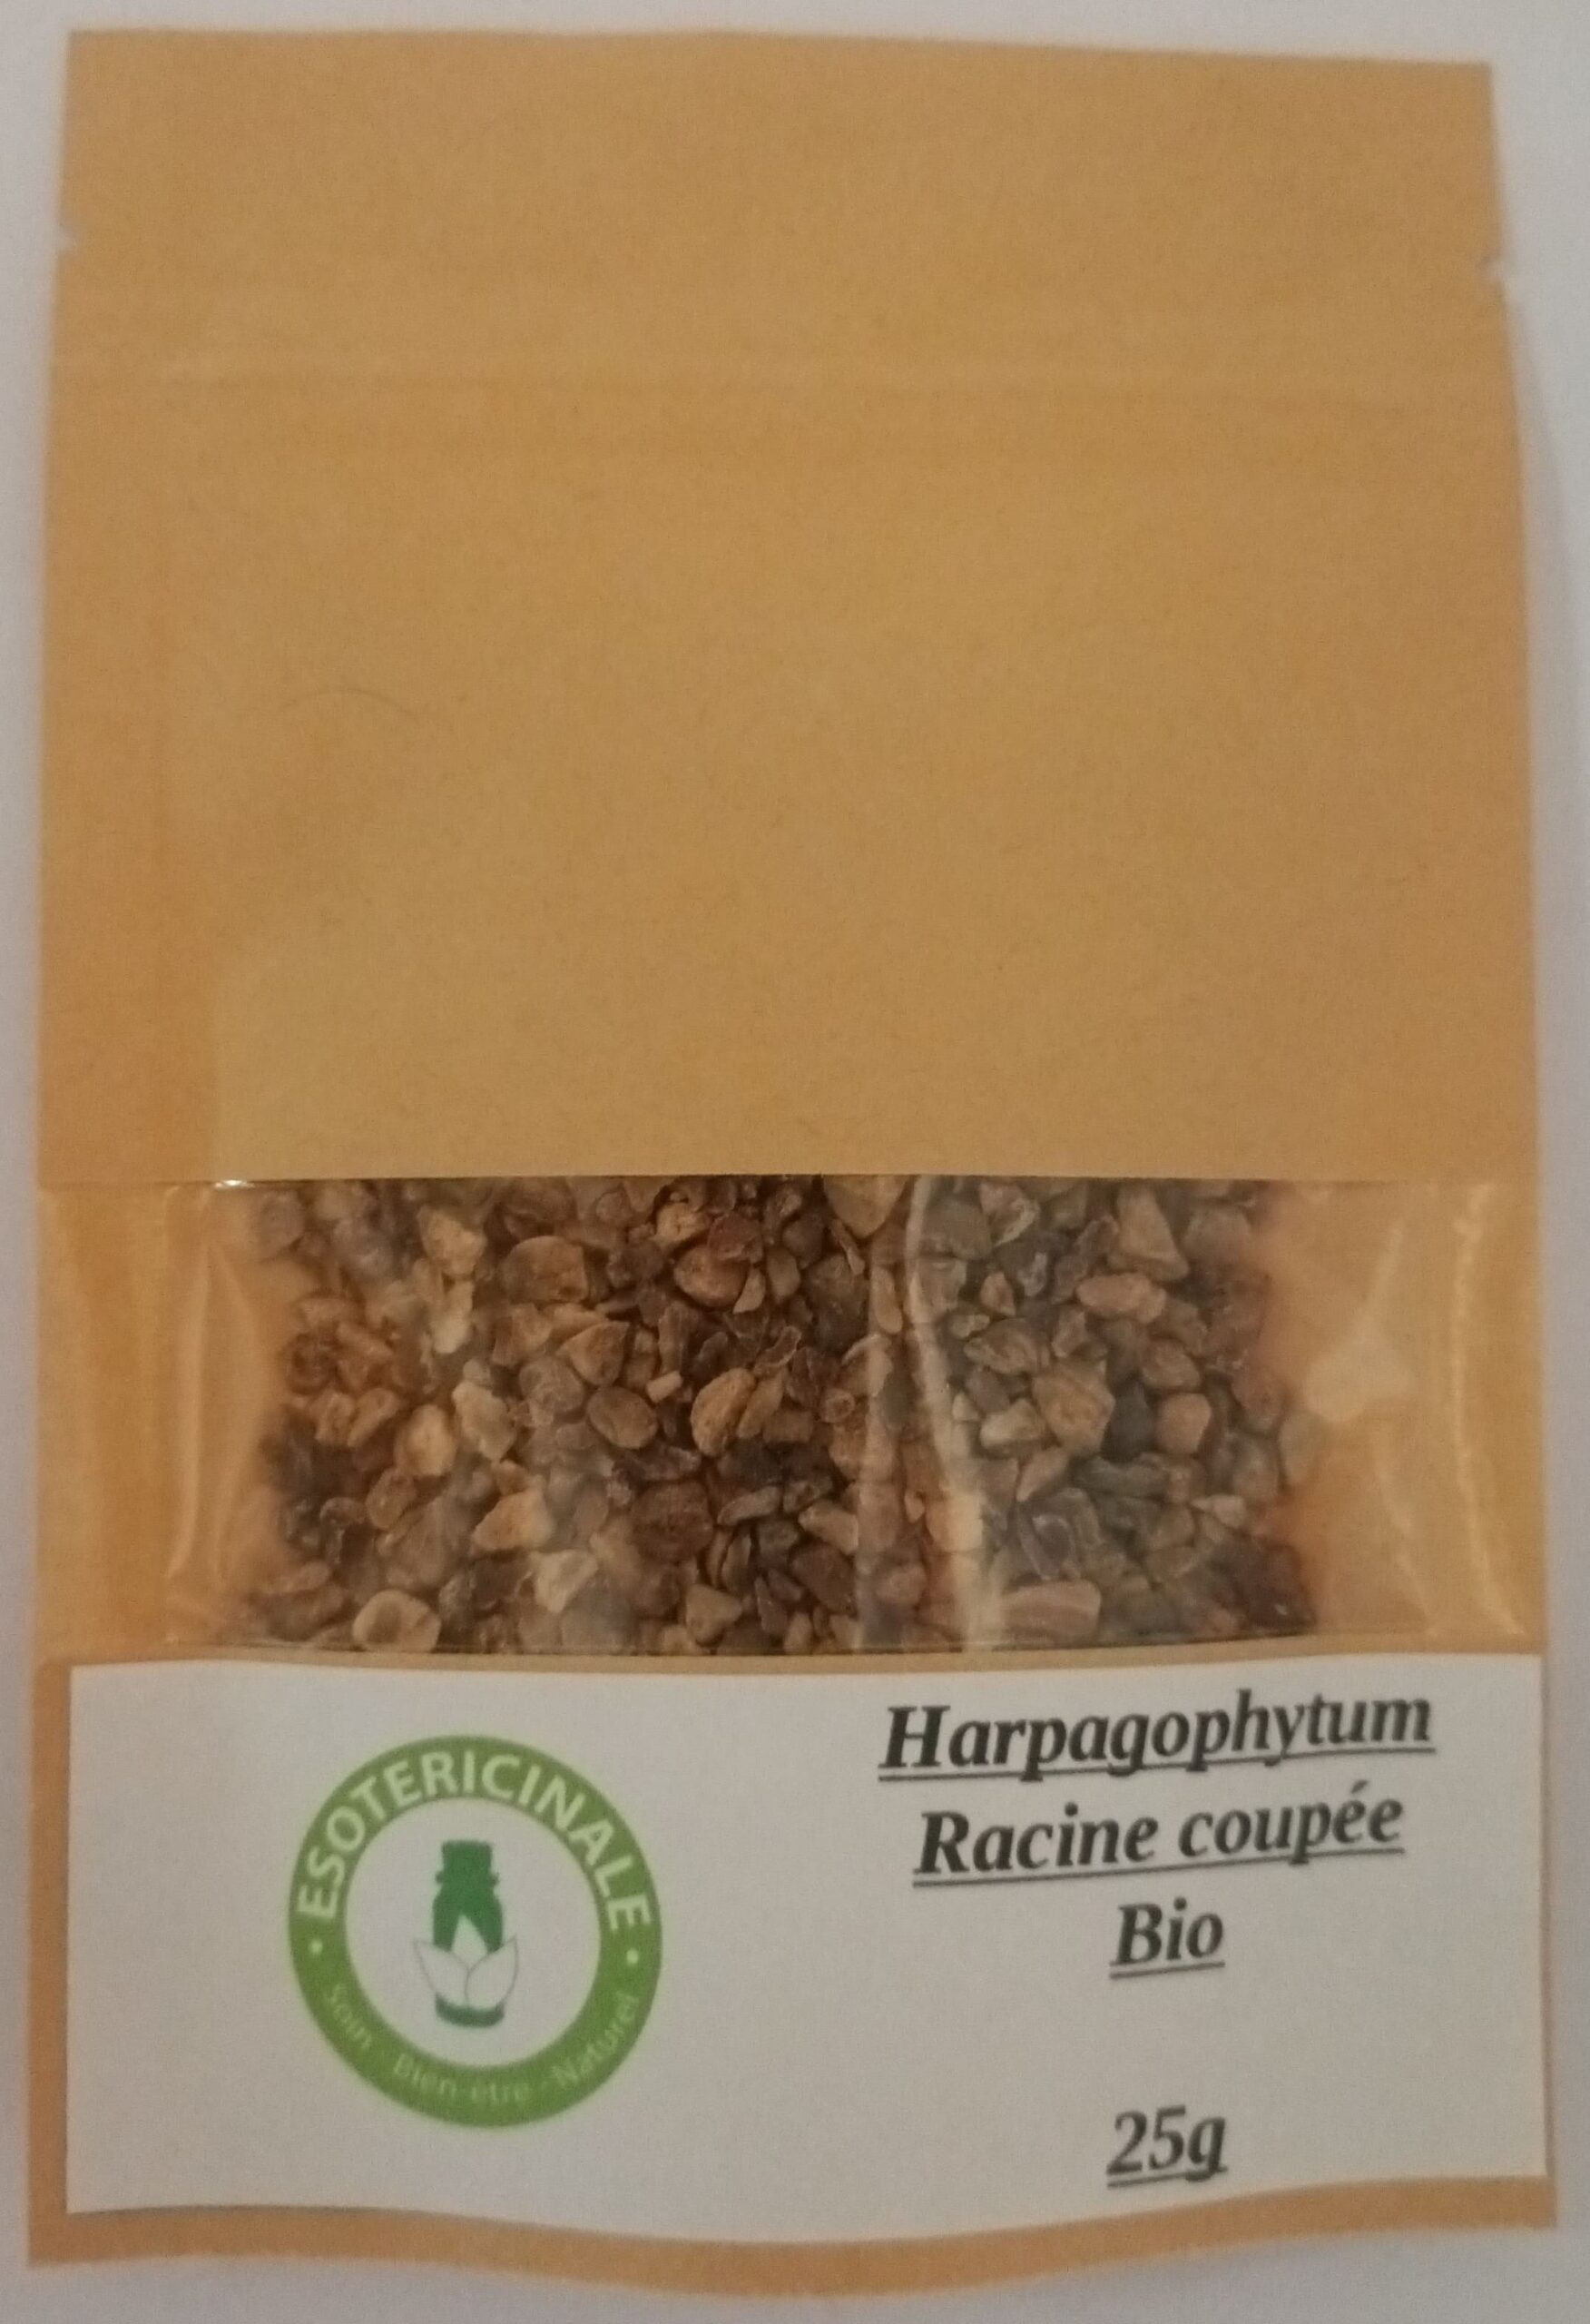 ESOTERICINALE
Soin - Bien-être - Naturel
Harpagophytum
Racine coupée
Bio
25g